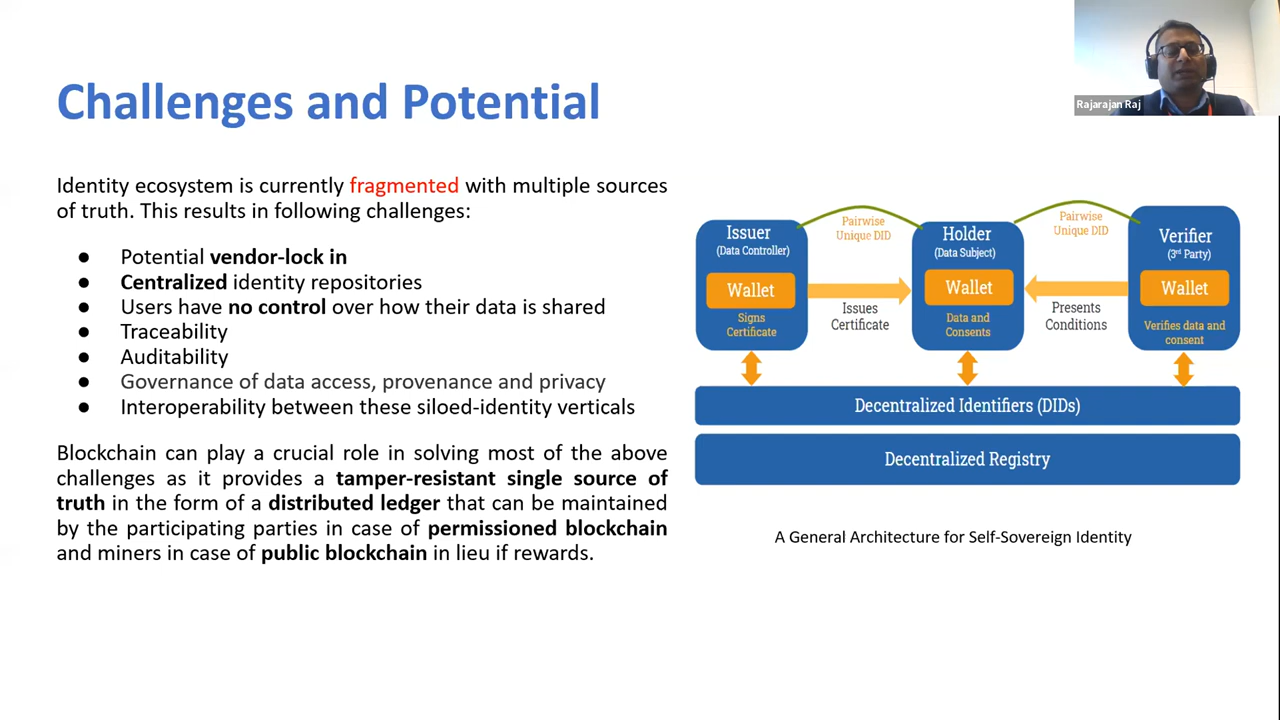 Challenges and Potential
Rajarajan Raj
Identity ecosystem is currently fragmented with multiple sources
of truth. This results in following challenges:
● Potential vendor-lock in
● Centralized identity repositories
● Users have no control over how their data is shared
● Traceability
● Auditability
● Governance of data access, provenance and privacy
● Interoperability between these siloed-identity verticals
Blockchain can play a crucial role in solving most of the above
challenges as it provides a tamper-resistant single source of
truth in the form of a distributed ledger that can be maintained
by the participating parties in case of permissioned blockchain
and miners in case of public blockchain in lieu if rewards.
Issuer
(Data Controller)
Wallet
Signs
Certificate
Pairwise
Unique DID
Issues
Certificate
Holder
(Data Subject)
Wallet
Data and
Consents
Pairwise
Unique DID
Presents
Conditions
Verifier
(3rd Party)
Wallet
Verifies data and
consent
Decentralized Identifiers (DIDs)
Decentralized Registry
A General Architecture for Self-Sovereign Identity